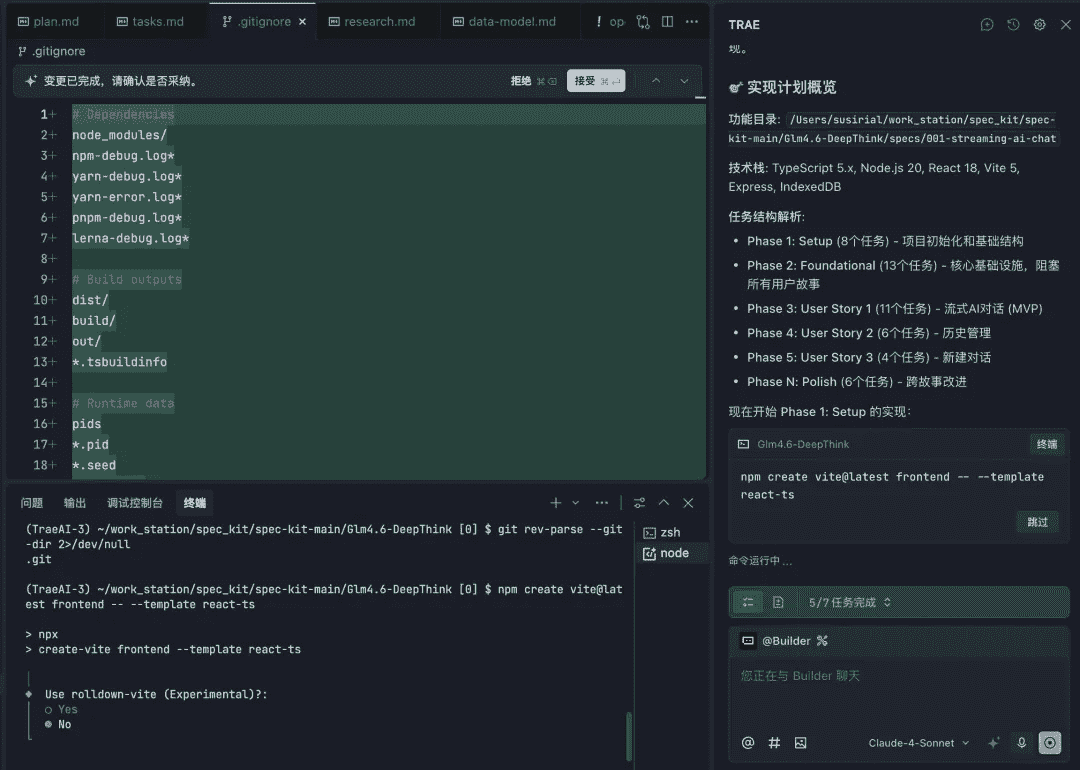 plan.md
tasks.md
.gitignore
research.md
data-model.md
! op
.gitignore
变更已完成，请确认是否采纳。
拒绝
接受
1+ # Dependencies
2+ node_modules/
3+ npm-debug.log*
4+ yarn-debug.log*
5+ yarn-error.log*
6+ pnpm-debug.log*
7+ lerna-debug.log*
8+
9+ # Build outputs
10+ dist/
11+ build/
12+ out/
13+ *.tsbuildinfo
14+
15+ # Runtime data
16+ pids
17+ *.pid
18+ *.seed
问题
输出
调试控制台
终端
(TraeAI-3) ~/work_station/spec_kit/spec-kit-main/Glm4.6-DeepThink [0] $ git rev-parse --git
-dir 2>/dev/null
.git
(TraeAI-3) ~/work_station/spec_kit/spec-kit-main/Glm4.6-DeepThink [0] $ npm create vite@lat
est frontend -- --template react-ts
> npx
> create-vite frontend --template react-ts
Use rolldown-vite (Experimental)?:
Yes
No
zsh
node
TRAE
现。
实现计划概览
功能目录: /Users/susirial/work_station/spec_kit/spec-
kit-main/Glm4.6-DeepThink/specs/001-streaming-ai-chat
技术栈: TypeScript 5.x, Node.js 20, React 18, Vite 5,
Express, IndexedDB
任务结构解析:
• Phase 1: Setup (8个任务) - 项目初始化和基础结构
• Phase 2: Foundational (13个任务) - 核心基础设施，阻塞
所有用户故事
• Phase 3: User Story 1 (11个任务) - 流式AI对话 (MVP)
• Phase 4: User Story 2 (6个任务) - 历史管理
• Phase 5: User Story 3 (4个任务) - 新建对话
• Phase N: Polish (6个任务) - 跨故事改进
现在开始 Phase 1: Setup 的实现：
Glm4.6-DeepThink
终端
npm create vite@latest frontend -- --template
react-ts
跳过
命令运行中 ...
5/7 任务完成
@Builder
您正在与 Builder 聊天
Claude-4-Sonnet